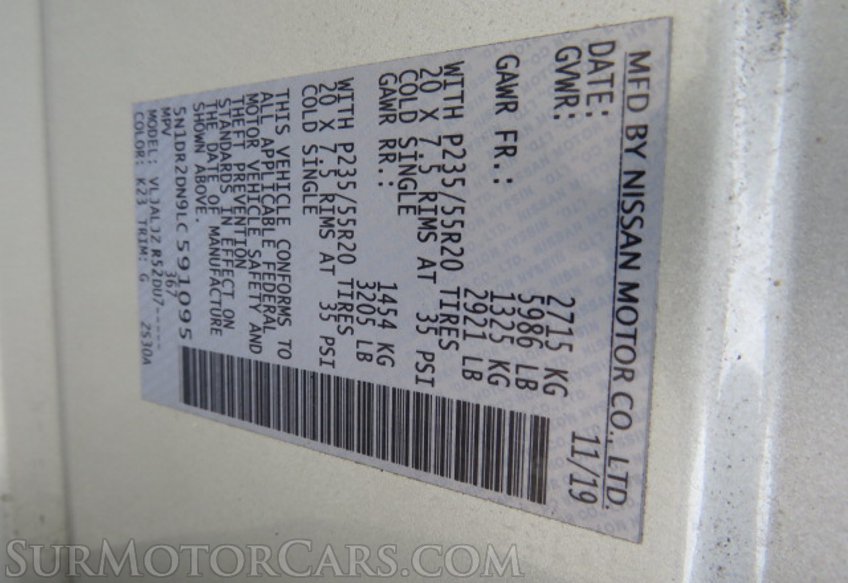 MFD BY NISSAN MOTOR CO., LTD.
DATE: 11/19
GVWR: 2715 KG
5986 LB
GAWR FR.: 1325 KG
2921 LB
WITH P235/55R20 TIRES
20 X 7.5 RIMS AT 35 PSI
COLD SINGLE
GAWR RR.: 1454 KG
3205 LB
WITH P235/55R20 TIRES
20 X 7.5 RIMS AT 35 PSI
COLD SINGLE
THIS VEHICLE CONFORMS TO
ALL APPLICABLE FEDERAL
MOTOR VEHICLE SAFETY AND
THEFT PREVENTION
STANDARDS IN EFFECT ON
THE DATE OF MANUFACTURE
SHOWN ABOVE.
5N1DR2DN9LC591095
MPV 367
MODEL: VL3ALJZ R52DU7-----
COLOR: K23 TRIM: G 2530A
SURMOTORCARS.COM